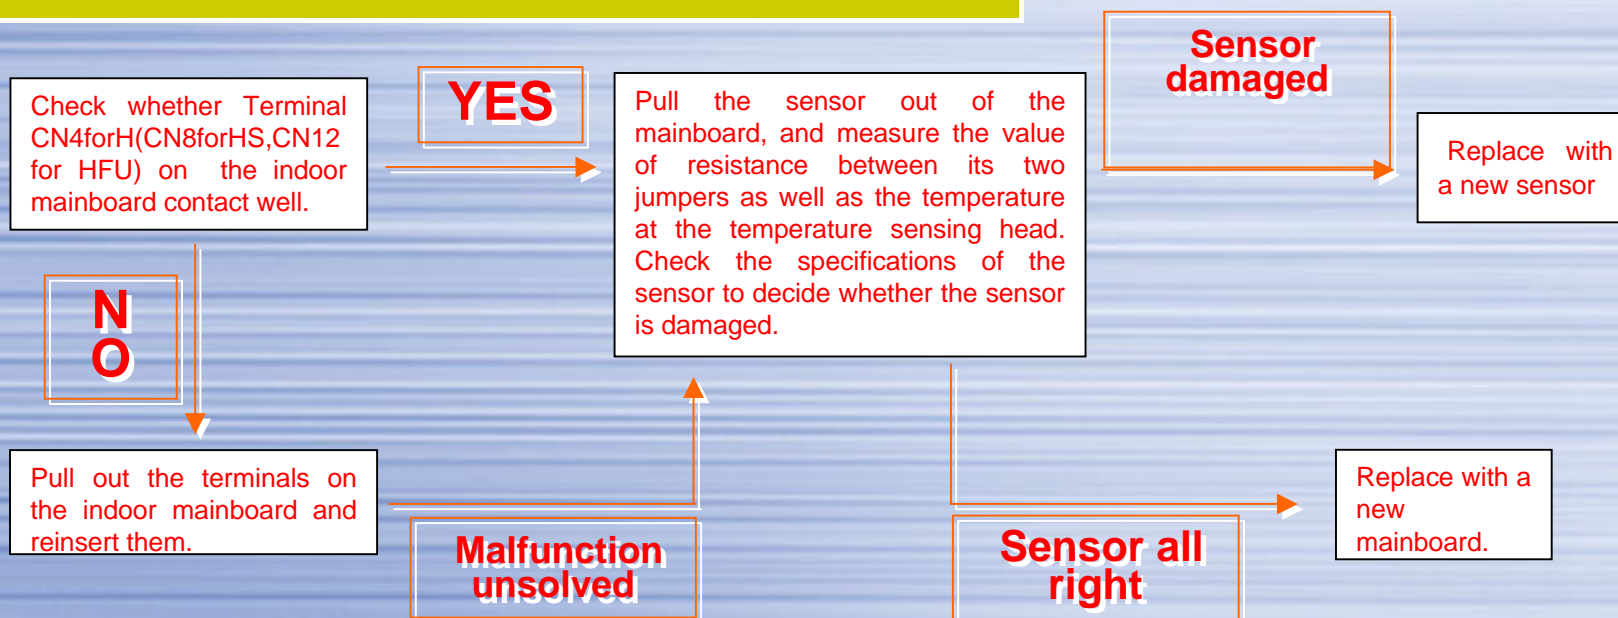 Check whether Terminal
CN4forH(CN8forHS,CN12
for HFU) on the indoor
mainboard contact well.
YES
Pull the sensor out of the
mainboard, and measure the value
of resistance between its two
jumpers as well as the temperature
at the temperature sensing head.
Check the specifications of the
sensor to decide whether the sensor
is damaged.
Sensor
damaged
Replace with
a new sensor
N
O
Pull out the terminals on
the indoor mainboard and
reinsert them.
Malfunction
unsolved
Sensor all
right
Replace with a
new
mainboard.